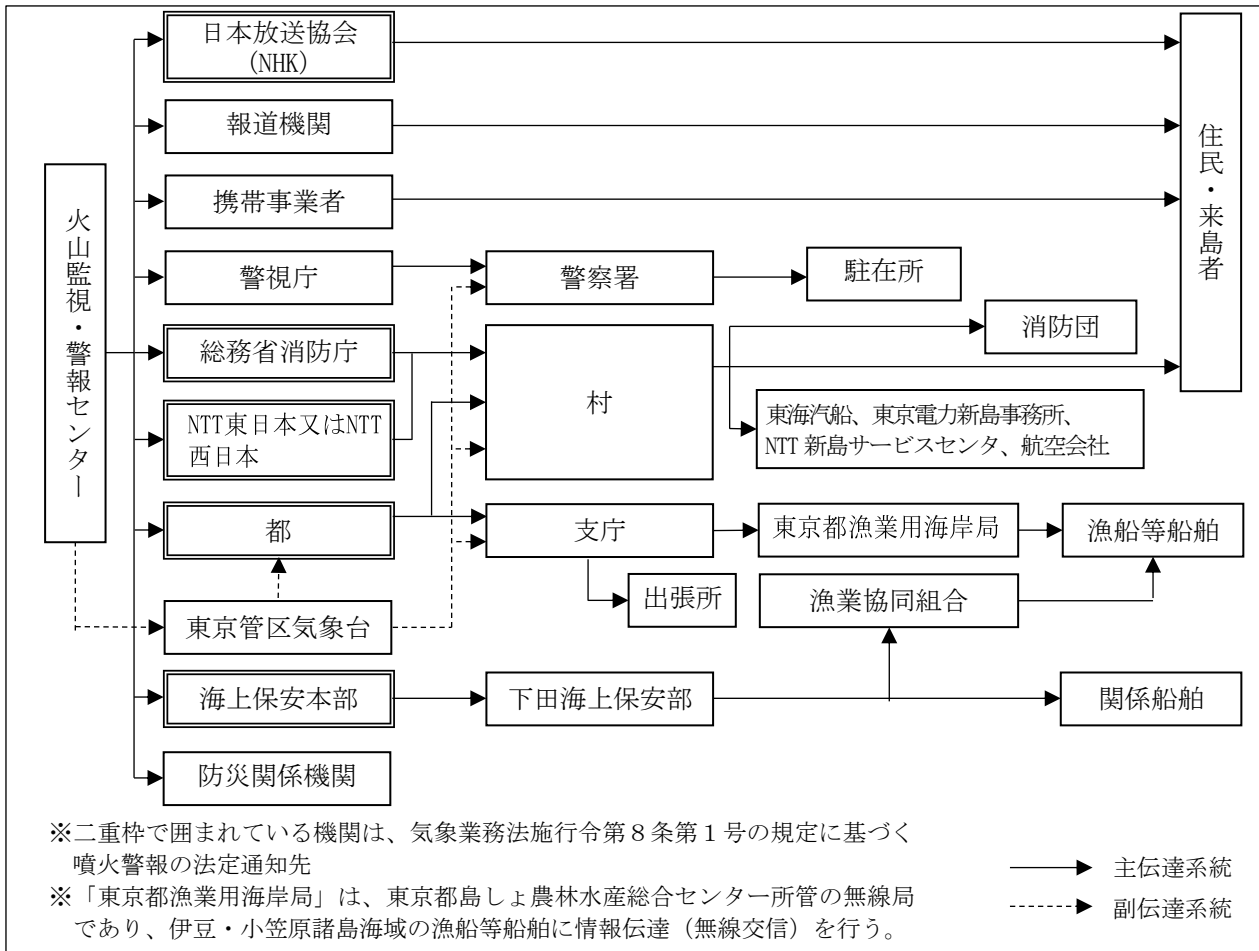 日本放送協会
(NHK)
報道機関
携帯事業者
火山監視・警報センター
住民・来島者
警視庁
警察署
駐在所
総務省消防庁
消防団
村
NTT東日本又はNTT
西日本
東海汽船、東京電力新島事務所、
NTT 新島サービスセンタ、航空会社
都
支庁
東京都漁業用海岸局
漁船等船舶
出張所
漁業協同組合
東京管区気象台
海上保安本部
下田海上保安部
関係船舶
防災関係機関
※二重枠で囲まれている機関は、気象業務法施行令第８条第１号の規定に基づく
噴火警報の法定通知先
※「東京都漁業用海岸局」は、東京都島しょ農林水産総合センター所管の無線局
であり、伊豆・小笠原諸島海域の漁船等船舶に情報伝達（無線交信）を行う。
主伝達系統
副伝達系統